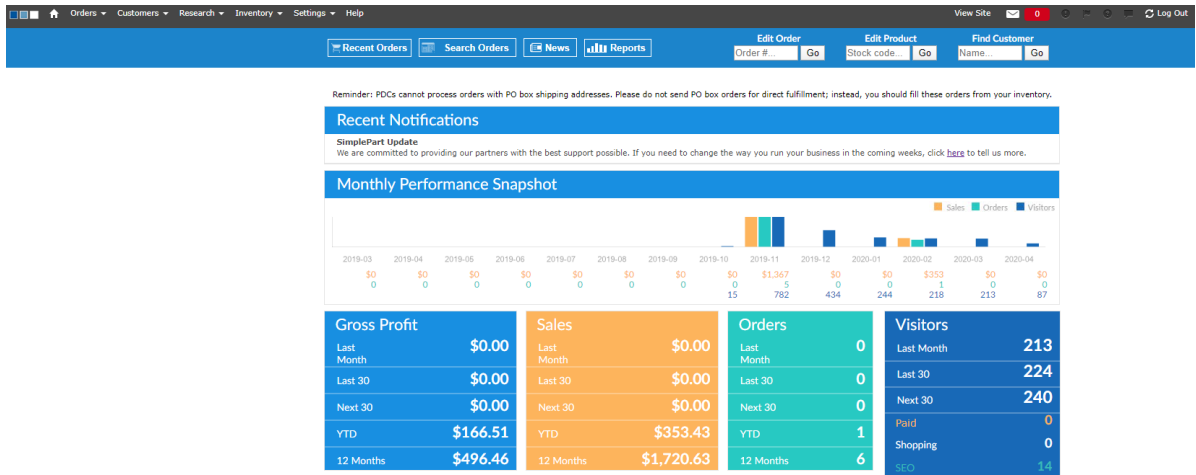 Orders Customers Research Inventory Settings Help View Site 0 Log Out
Edit Order Edit Product Find Customer
Recent Orders Search Orders News Reports Order #... Go Stock code... Go Name... Go
Reminder: PDCs cannot process orders with PO box shipping addresses. Please do not send PO box orders for direct fulfillment; instead, you should fill these orders from your inventory.
Recent Notifications
SimplePart Update
We are committed to providing our partners with the best support possible. If you need to change the way you run your business in the coming weeks, click here to tell us more.
Monthly Performance Snapshot
Sales Orders Visitors
2019-03 2019-04 2019-05 2019-06 2019-07 2019-08 2019-09 2019-10 2019-11 2019-12 2020-01 2020-02 2020-03 2020-04
$0 $0 $0 $0 $0 $0 $0 $0 $1,367 $0 $0 $353 $0 $0
0 0 0 0 0 0 0 0 5 0 0 1 0 0
15 782 434 244 218 213 87
Gross Profit
Last Month $0.00
Last 30 $0.00
Next 30 $0.00
YTD $166.51
12 Months $496.46
Sales
Last Month $0.00
Last 30 $0.00
Next 30 $0.00
YTD $353.43
12 Months $1,720.63
Orders
Last Month 0
Last 30 0
Next 30 0
YTD 1
12 Months 6
Visitors
Last Month 213
Last 30 224
Next 30 240
Paid 0
Shopping 0
SEO 14